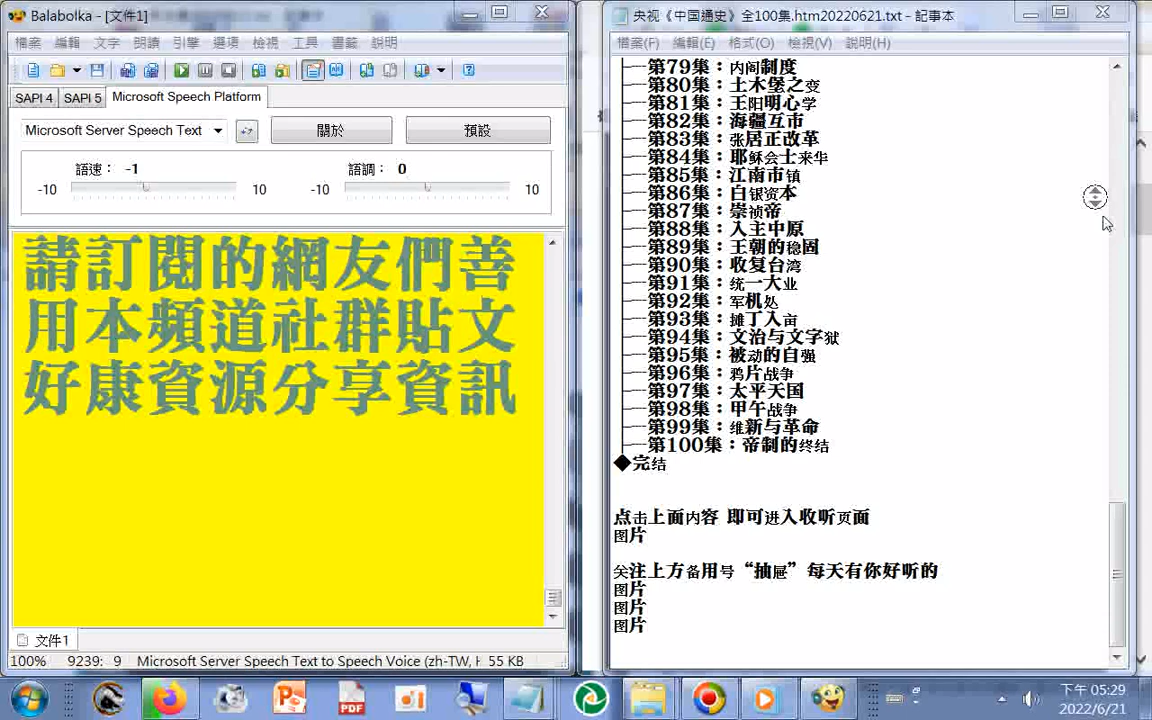 Balabolka - [文件1]
檔案 編輯 文字 朗讀 引擎 選項 檢視 工具 書籤 說明
SAPI 4 SAPI 5 Microsoft Speech Platform
Microsoft Server Speech Text 關於 預設
語速： -1 語調： 0
-10 10 -10 10
請訂閱的網友們善
用本頻道社群貼文
好康資源分享資訊
文件1
100% 9239: 9 Microsoft Server Speech Text to Speech Voice (zh-TW, H 55 KB
央视《中国通史》全100集.htm20220621.txt - 記事本
檔案(F) 編輯(E) 格式(O) 檢視(V) 說明(H)
├──第79集：内阁制度
├──第80集：土木堡之变
├──第81集：王阳明心学
├──第82集：海疆互市
├──第83集：张居正改革
├──第84集：耶稣会士来华
├──第85集：江南市镇
├──第86集：白银资本
├──第87集：崇祯帝
├──第88集：入主中原
├──第89集：王朝的稳固
├──第90集：收复台湾
├──第91集：统一大业
├──第92集：军机处
├──第93集：摊丁入亩
├──第94集：文治与文字狱
├──第95集：被动的自强
├──第96集：鸦片战争
├──第97集：太平天国
├──第98集：甲午战争
├──第99集：维新与革命
├──第100集：帝制的终结
◆完结
点击上面内容 即可进入收听页面
图片
关注上方备用号“抽屉”每天有你好听的
图片
图片
图片
下午 05:29
2022/6/21